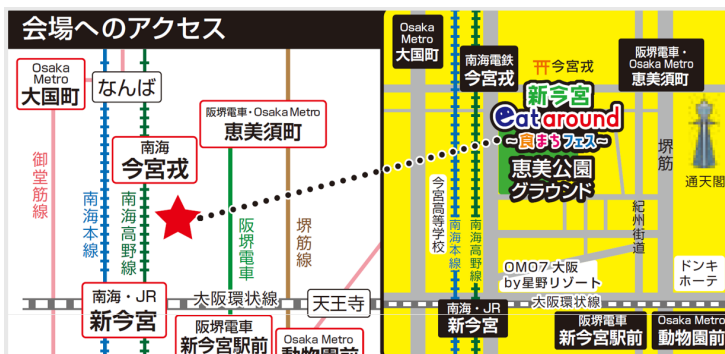 会場へのアクセス
Osaka
Metro
大国町
なんば
阪堺電車・Osaka Metro
恵美須町
南海
今宮戎
御堂筋線
南海本線
南海高野線
阪堺電車
堺筋線
南海・JR
新今宮
大阪環状線
天王寺
阪堺電車
新今宮駅前
Osaka Metro
動物園前
Osaka
Metro
大国町
南海電鉄
今宮戎
今宮戎
阪堺電車・
Osaka Metro
恵美須町
新今宮
eat around
~食まちフェス~
恵美公園
グラウンド
通天閣
堺筋
今宮高等学校
南海本線
南海高野線
紀州街道
OMO7 大阪
by星野リゾート
ドンキ
ホーテ
大阪環状線
南海・JR
新今宮
阪堺電車
新今宮駅前
Osaka Metro
動物園前